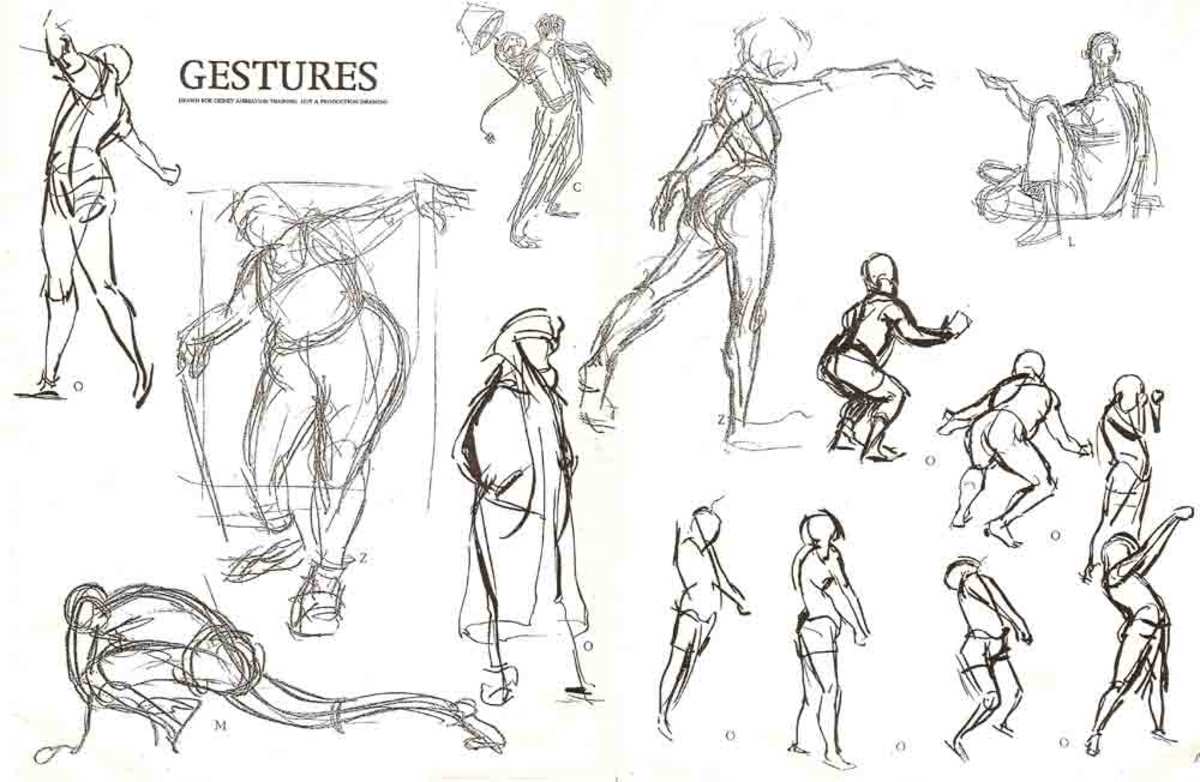 GESTURES
DRAWN FOR DISNEY ANIMATION TRAINING. NOT A PRODUCTION DRAWING
C
L
O
Z
O
O
Z
O
M
O
O
O